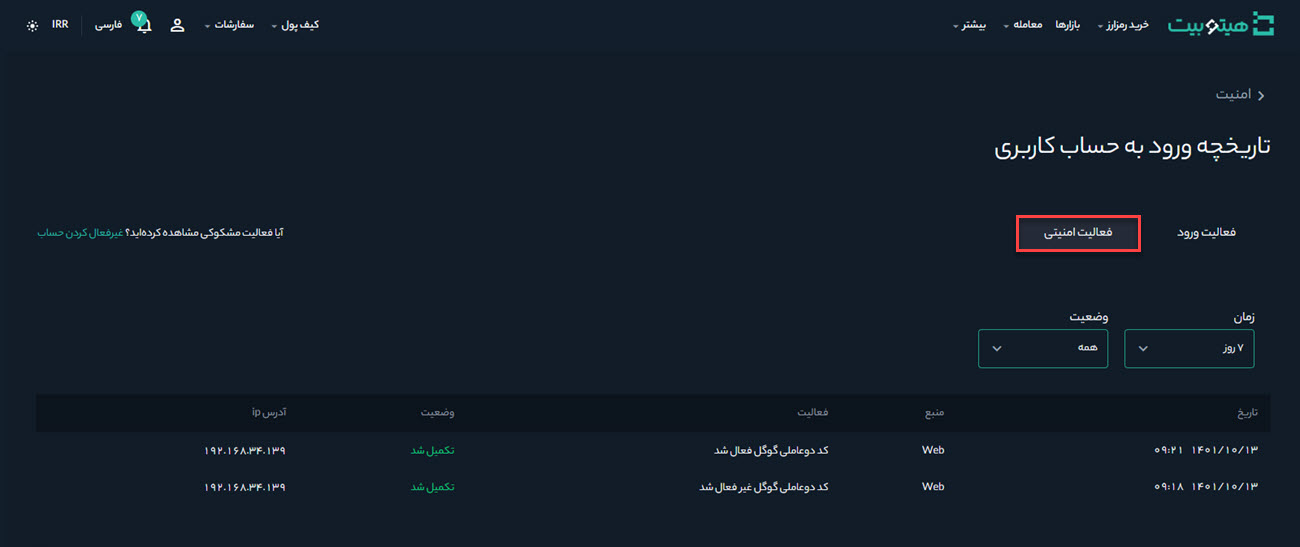 هیتوبیت خرید رمزارز بازارها معامله بیشتر کیف پول سفارشات ۷ فارسی IRR
امنیت
تاریخچه ورود به حساب کاربری
فعالیت ورود فعالیت امنیتی آیا فعالیت مشکوکی مشاهده کرده‌اید؟ غیرفعال کردن حساب
زمان وضعیت
۷ روز همه
تاریخ منبع فعالیت وضعیت آدرس ip
۱۴۰۱/۱۰/۱۳ ۰۹:۲۱ Web کد دوعاملی گوگل فعال شد تکمیل شد ۱۹۲.۱۶۸.۳۴.۱۳۹
۱۴۰۱/۱۰/۱۳ ۰۹:۱۸ Web کد دوعاملی گوگل غیر فعال شد تکمیل شد ۱۹۲.۱۶۸.۳۴.۱۳۹